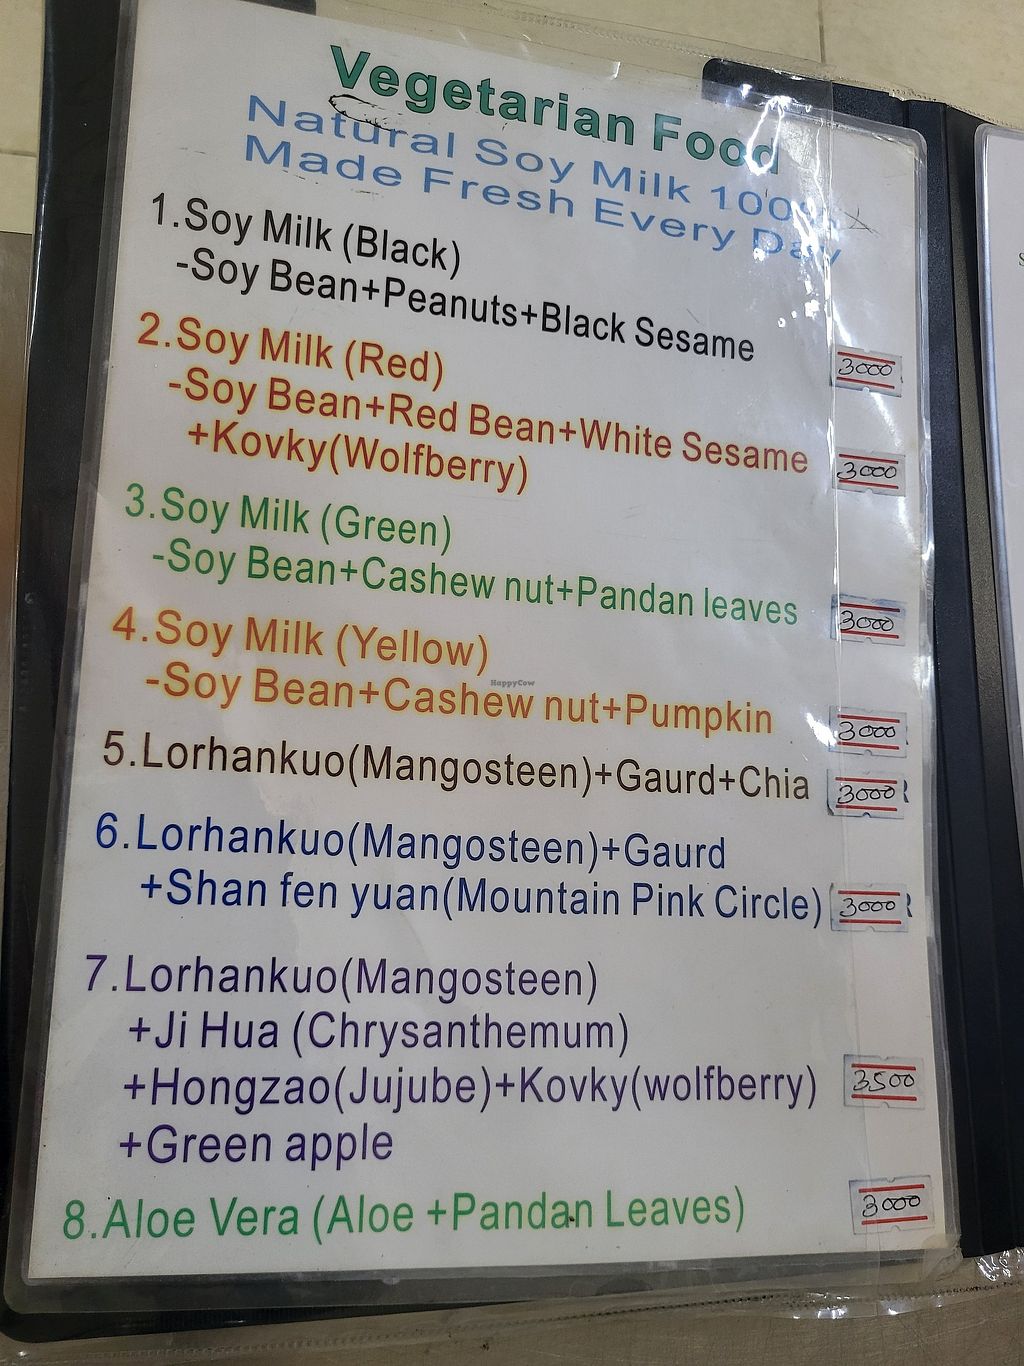 Vegetarian Food
Natural Soy Milk 100%
Made Fresh Every Day
1.Soy Milk (Black)
-Soy Bean+Peanuts+Black Sesame 3000
2.Soy Milk (Red)
-Soy Bean+Red Bean+White Sesame
+Kovky(Wolfberry) 3000
3.Soy Milk (Green)
-Soy Bean+Cashew nut+Pandan leaves 3000
4.Soy Milk (Yellow)
-Soy Bean+Cashew nut+Pumpkin 3000
HappyCow
5.Lorhankuo(Mangosteen)+Gaurd+Chia 3000R
6.Lorhankuo(Mangosteen)+Gaurd
+Shan fen yuan(Mountain Pink Circle) 3000R
7.Lorhankuo(Mangosteen)
+Ji Hua (Chrysanthemum)
+Hongzao(Jujube)+Kovky(wolfberry) 3500
+Green apple
8.Aloe Vera (Aloe +Pandan Leaves) 3000